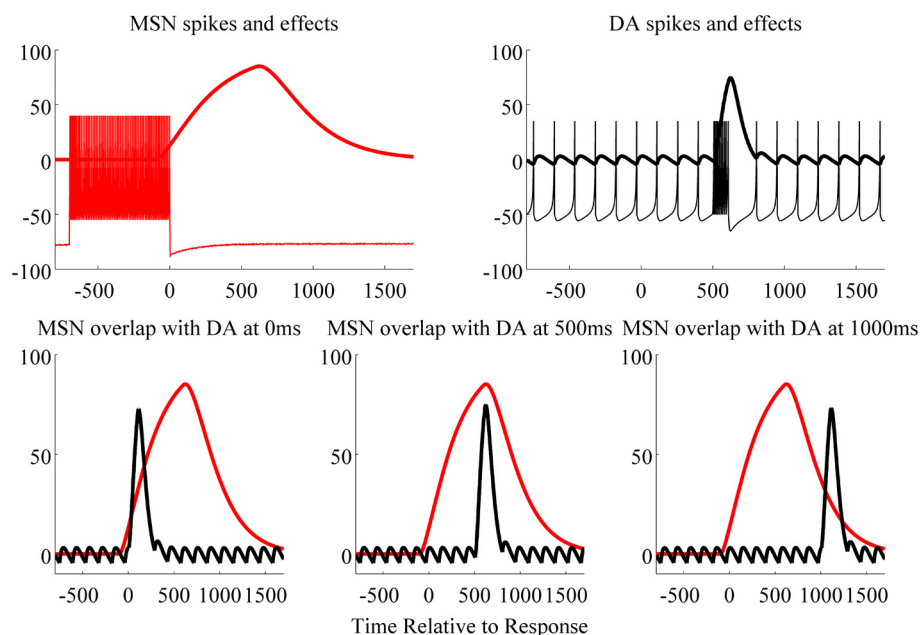 MSN spikes and effects
DA spikes and effects
100
50
0
-50
-100
-500 0 500 1000 1500
100
50
0
-50
-100
-500 0 500 1000 1500
MSN overlap with DA at 0ms
MSN overlap with DA at 500ms
MSN overlap with DA at 1000ms
100
50
0
-500 0 500 1000 1500
100
50
0
-500 0 500 1000 1500
100
50
0
-500 0 500 1000 1500
Time Relative to Response